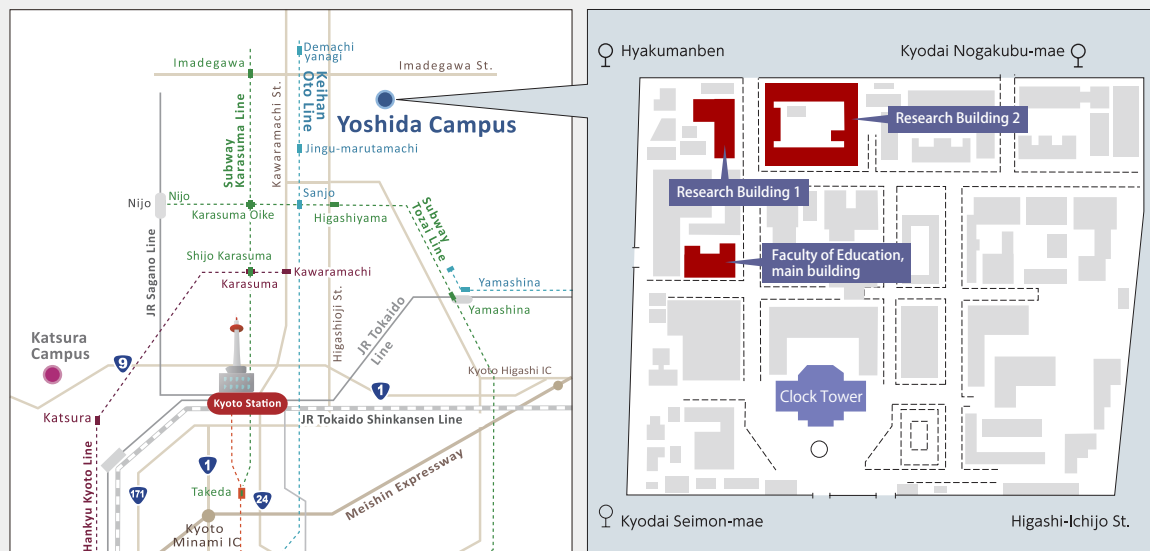 Demachi
yanagi
Imadegawa
Imadegawa St.
Keihan
Oto Line
Subway
Karasuma Line
Kawaramachi St.
Yoshida Campus
Jingu-marutamachi
Nijo
Nijo
Sanjo
Karasuma Oike
Higashiyama
Subway
Tozai Line
JR Sagano Line
Shijo Karasuma
Karasuma
Kawaramachi
Yamashina
Yamashina
Higashioji St.
JR Tokaido
Line
Katsura
Campus
9
Kyoto Higashi IC
1
Kyoto Station
Katsura
JR Tokaido Shinkansen Line
Hankyu Kyoto Line
1
Meishin Expressway
171
Takeda
24
Kyoto
Minami IC
Hyakumanben
Kyodai Nogakubu-mae
Research Building 2
Research Building 1
Faculty of Education,
main building
Clock Tower
Kyodai Seimon-mae
Higashi-Ichijo St.